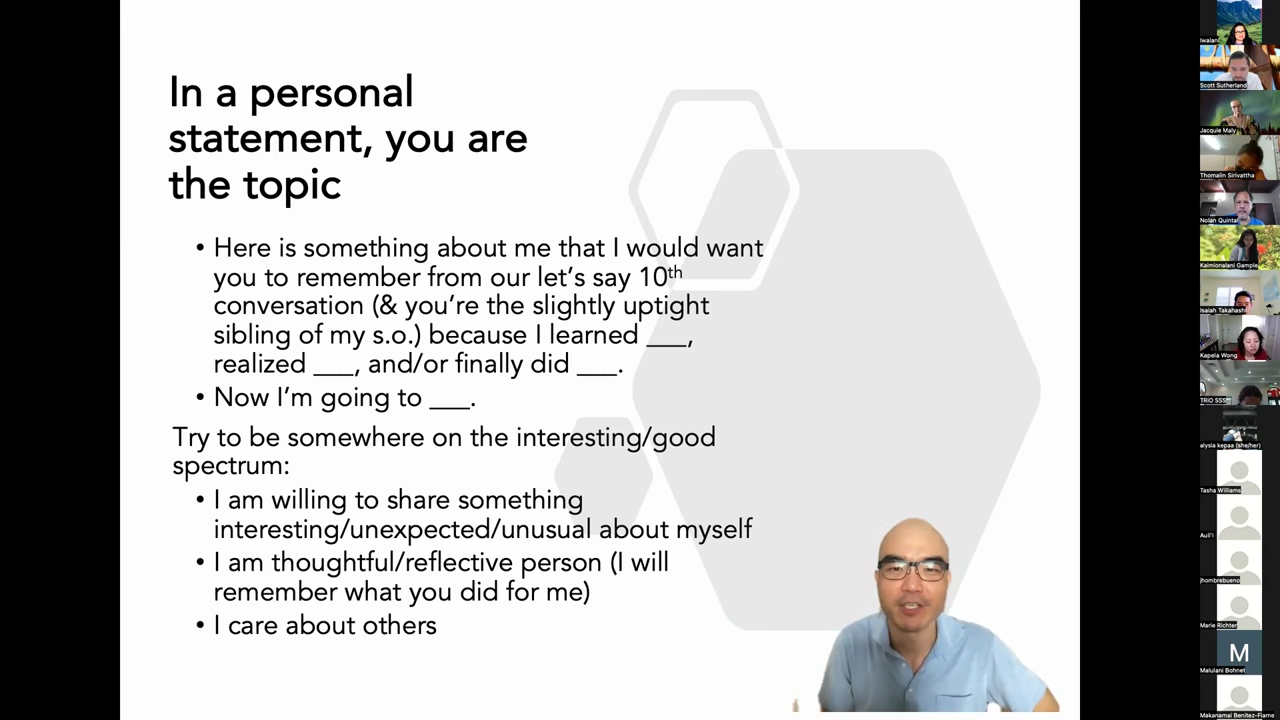 In a personal
statement, you are
the topic
• Here is something about me that I would want
you to remember from our let’s say 10th
conversation (& you’re the slightly uptight
sibling of my s.o.) because I learned ___,
realized ___, and/or finally did ___.
• Now I’m going to ___.
Try to be somewhere on the interesting/good
spectrum:
• I am willing to share something
interesting/unexpected/unusual about myself
• I am thoughtful/reflective person (I will
remember what you did for me)
• I care about others
Iwalani
Scott Sutherland
Jacquie Maly
Thomalin Sirivattha
Nolan Quintal
Kaimionalani Gample
Isaiah Takahashi
Kapela Wong
TRiO SSS
alysia kepaa (she/her)
Tasha Williams
Auli'i
jhombrebueno
Marie Richter
M
Malulani Bohnet
Makanamai Benitez-Fiame